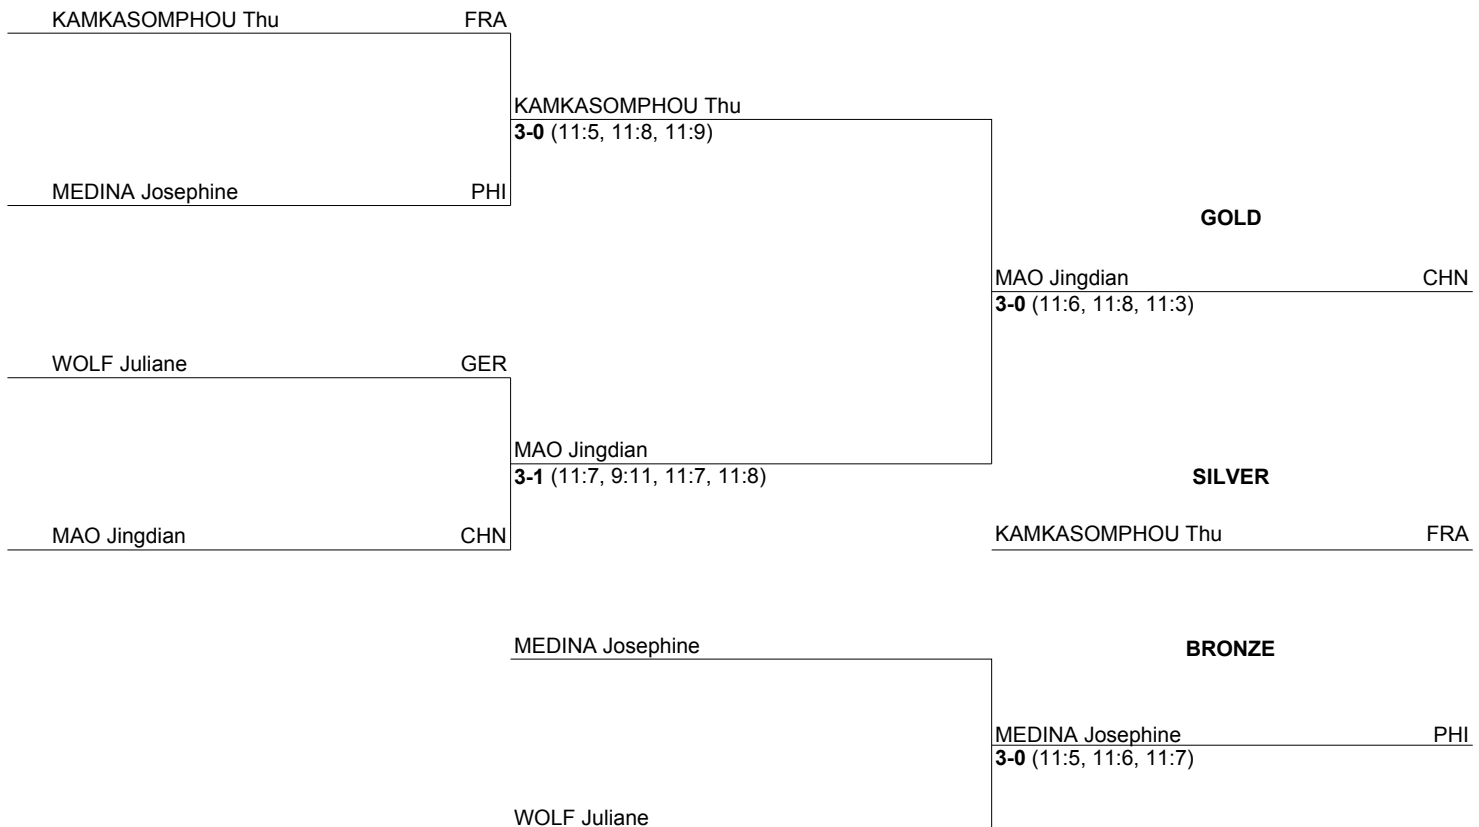 KAMKASOMPHOU Thu FRA
KAMKASOMPHOU Thu
3-0 (11:5, 11:8, 11:9)
MEDINA Josephine PHI
GOLD
MAO Jingdian CHN
3-0 (11:6, 11:8, 11:3)
WOLF Juliane GER
MAO Jingdian
3-1 (11:7, 9:11, 11:7, 11:8)
SILVER
MAO Jingdian CHN
KAMKASOMPHOU Thu FRA
MEDINA Josephine
BRONZE
MEDINA Josephine PHI
3-0 (11:5, 11:6, 11:7)
WOLF Juliane